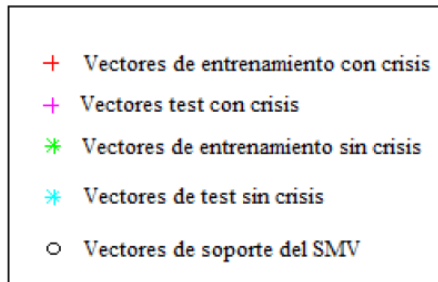 Vectores de entrenamiento con crisis
Vectores test con crisis
Vectores de entrenamiento sin crisis
Vectores de test sin crisis
Vectores de soporte del SMV